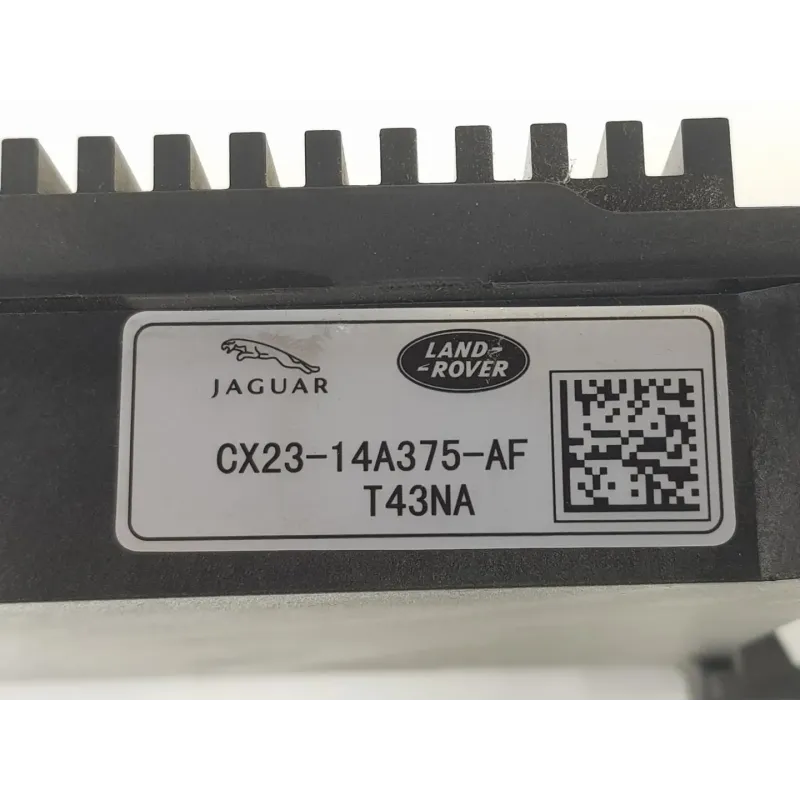 JAGUAR
LAND
ROVER
CX23-14A375-AF
T43NA